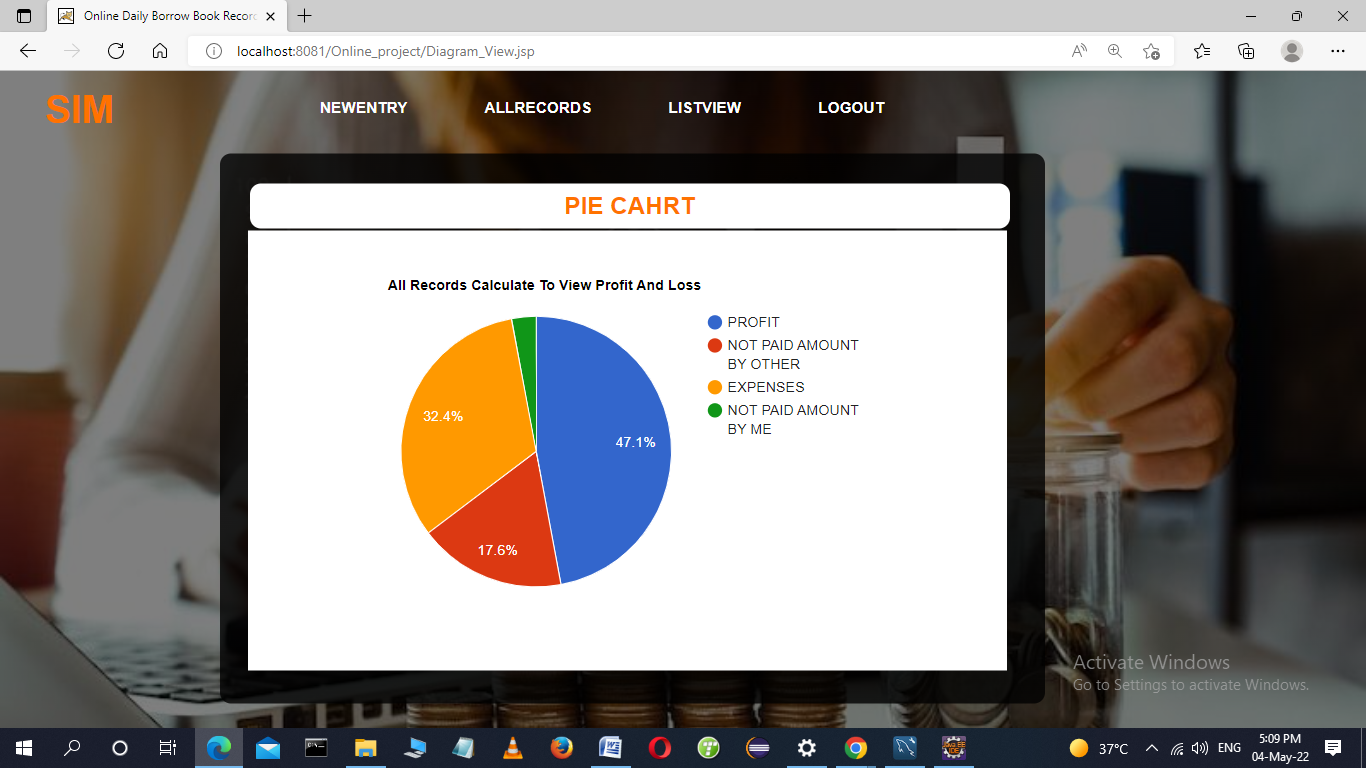 Online Daily Borrow Book Recor
localhost:8081/Online_project/Diagram_View.jsp
SIM
NEWENTRY
ALLRECORDS
LISTVIEW
LOGOUT
PIE CAHRT
All Records Calculate To View Profit And Loss
PROFIT
NOT PAID AMOUNT
BY OTHER
EXPENSES
NOT PAID AMOUNT
BY ME
32.4%
47.1%
17.6%
Activate Windows
Go to Settings to activate Windows.
37°C
ENG
5:09 PM
04-May-22